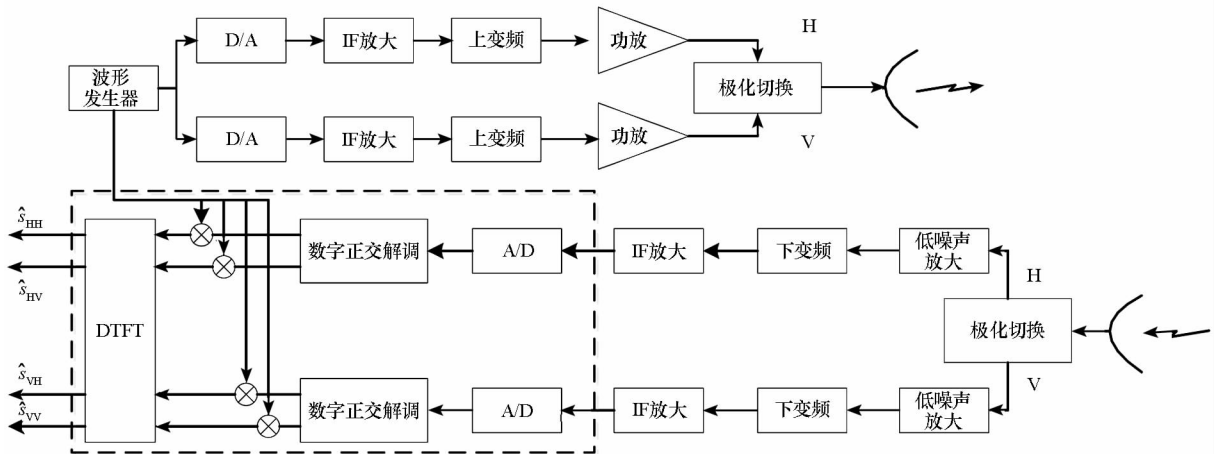 D/A
IF放大
上变频
功放
H
波形
发生器
极化切换
D/A
IF放大
上变频
功放
V
ŝHH
ŝHV
ŝVH
ŝVV
DTFT
数字正交解调
A/D
IF放大
下变频
低噪声
放大
H
极化切换
V
数字正交解调
A/D
IF放大
下变频
低噪声
放大